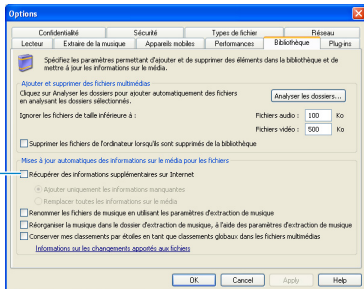 Options
Confidentialité Sécurité Types de fichier Réseau
Lecteur Extraire de la musique Appareils mobiles Performances Bibliothèque Plug-ins
Spécifiez les paramètres permettant d'ajouter et de supprimer des éléments dans la bibliothèque et de
mettre à jour les informations sur le média.
Ajouter et supprimer des fichiers multimédias
Cliquez sur Analyser les dossiers pour ajouter automatiquement des fichiers
en analysant les dossiers sélectionnés.
Analyser les dossiers...
Ignorer les fichiers de taille inférieure à : Fichiers audio : 100 Ko
Fichiers vidéo : 500 Ko
Supprimer les fichiers de l'ordinateur lorsqu'ils sont supprimés de la bibliothèque
Mises à jour automatiques des informations sur le média pour les fichiers
Récupérer des informations supplémentaires sur Internet
Ajouter uniquement les informations manquantes
Remplacer toutes les informations sur le média
Renommer les fichiers de musique en utilisant les paramètres d'extraction de musique
Réorganiser la musique dans le dossier d'extraction de musique, à l'aide des paramètres d'extraction de musique
Conserver mes classements par étoiles en tant que classements globaux dans les fichiers multimédias
Informations sur les changements apportés aux fichiers
OK Cancel Apply Help